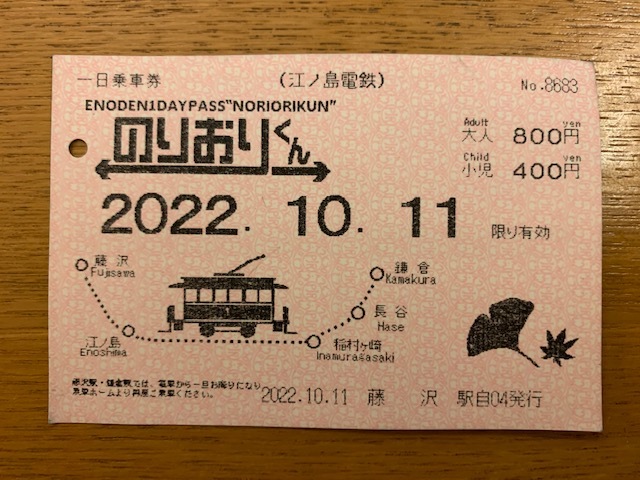 一日乗車券 (江ノ島電鉄) No.8683
ENODEN1DAYPASS"NORIORIKUN"
のりおりくん
Adult yen
大人 800円
Child yen
小児 400円
2022. 10. 11 限り有効
藤沢
Fujisawa
鎌倉
Kamakura
長谷
Hase
江ノ島
Enoshima
稲村ヶ崎
Inamuragasaki
藤沢駅・鎌倉駅では、電車から一旦お降りになり
乗車ホームより再度ご乗車ください。
2022.10.11 藤 沢 駅自04発行